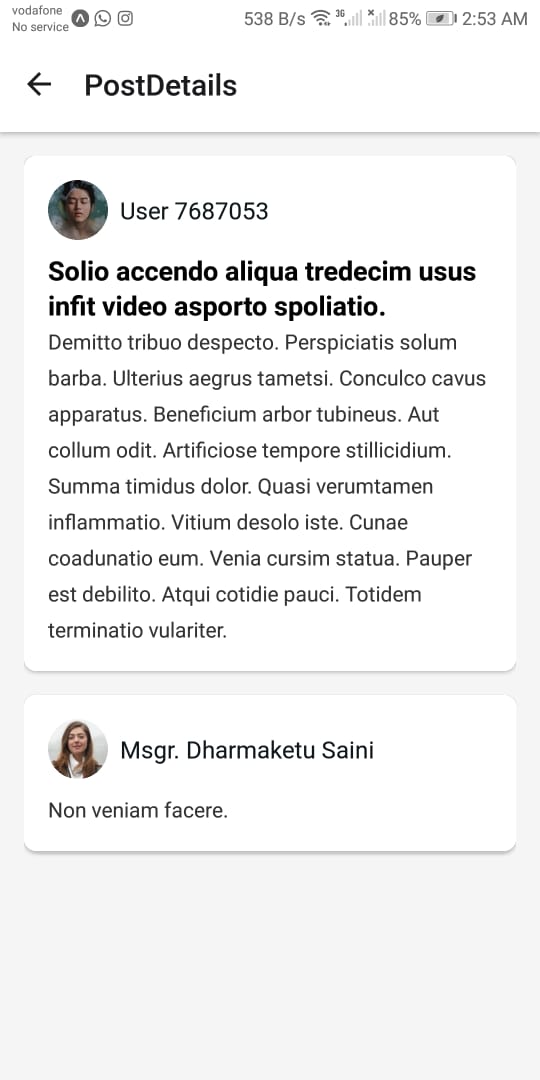 vodafone
No service
538 B/s 3G 85% 2:53 AM
PostDetails
User 7687053
Solio accendo aliqua tredecim usus
infit video asporto spoliatio.
Demitto tribuo despecto. Perspiciatis solum
barba. Ulterius aegrus tametsi. Conculco cavus
apparatus. Beneficium arbor tubineus. Aut
collum odit. Artificiose tempore stillicidium.
Summa timidus dolor. Quasi verumtamen
inflammatio. Vitium desolo iste. Cunae
coadunatio eum. Venia cursim statua. Pauper
est debilito. Atqui cotidie pauci. Totidem
terminatio vulariter.
Msgr. Dharmaketu Saini
Non veniam facere.